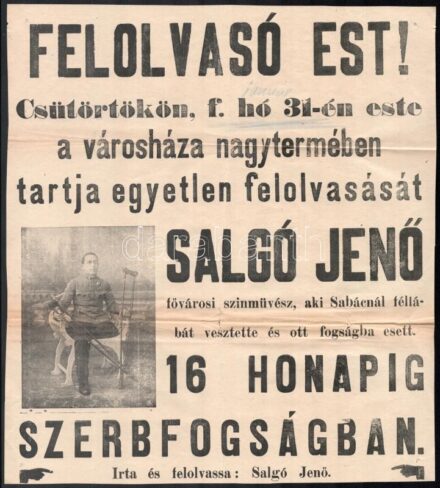 FELOLVASÓ EST!
január
Csütörtökön, f. hó 31-én este
a városháza nagytermében
tartja egyetlen felolvasását
SALGÓ JENŐ
fővárosi szinművész, aki Sabácnál féllá-
bát vesztette és ott fogságba esett.
16 HONAPIG
SZERBFOGSÁGBAN.
Irta és felolvassa: Salgó Jenő.